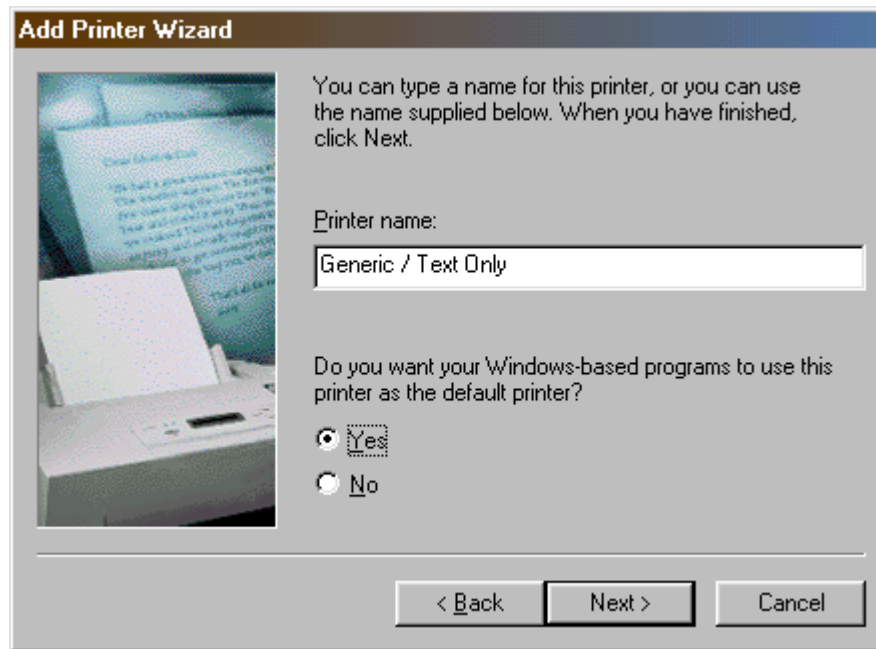 Add Printer Wizard
You can type a name for this printer, or you can use
the name supplied below. When you have finished,
click Next.
Printer name:
Generic / Text Only
Do you want your Windows-based programs to use this
printer as the default printer?
Yes
No
< Back
Next >
Cancel